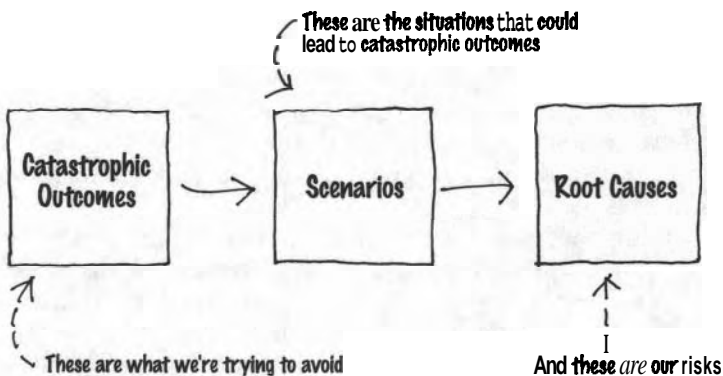 These are the situations that could
lead to catastrophic outcomes
Catastrophic
Outcomes
Scenarios
Root Causes
These are what we're trying to avoid
And these are our risks